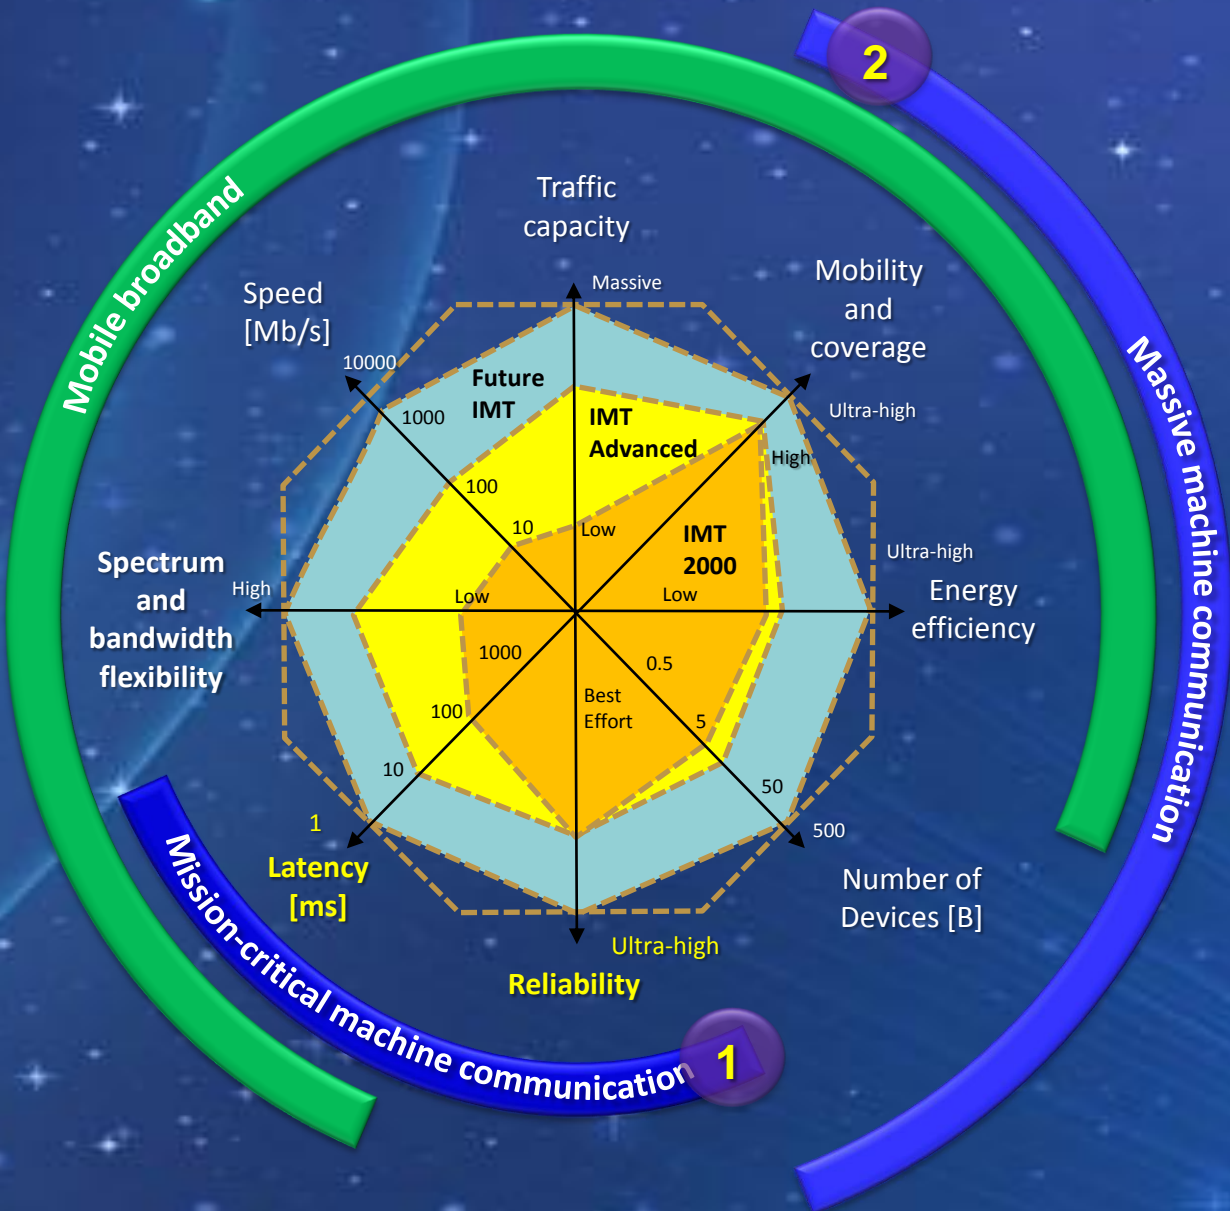 2
Mobile broadband
Massive machine communication
Traffic
capacity
Massive
Mobility
and
coverage
Ultra-high
High
Speed
[Mb/s]
10000
1000
100
10
Future
IMT
IMT
Advanced
Low
IMT
2000
Low
Ultra-high
Energy
efficiency
Spectrum
and
bandwidth
flexibility
High
Low
1000
100
10
1
Latency
[ms]
Best
Effort
0.5
5
50
500
Number of
Devices [B]
Ultra-high
Reliability
Mission-critical machine communication
1